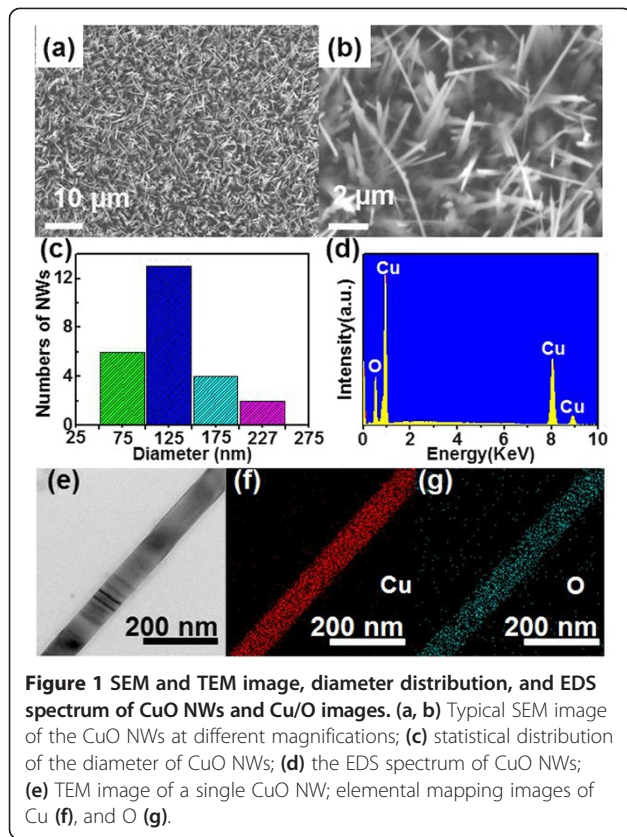 (a)
(b)
10 µm
2 µm
(c)
(d)
Numbers of NWs
12
8
4
0
25 75 125 175 227 275
Diameter (nm)
Intensity(a.u.)
Cu
O
Cu
Cu
0 2 4 6 8 10
Energy(KeV)
(e)
(f)
(g)
Cu
O
200 nm
200 nm
200 nm
Figure 1 SEM and TEM image, diameter distribution, and EDS
spectrum of CuO NWs and Cu/O images. (a, b) Typical SEM image
of the CuO NWs at different magnifications; (c) statistical distribution
of the diameter of CuO NWs; (d) the EDS spectrum of CuO NWs;
(e) TEM image of a single CuO NW; elemental mapping images of
Cu (f), and O (g).